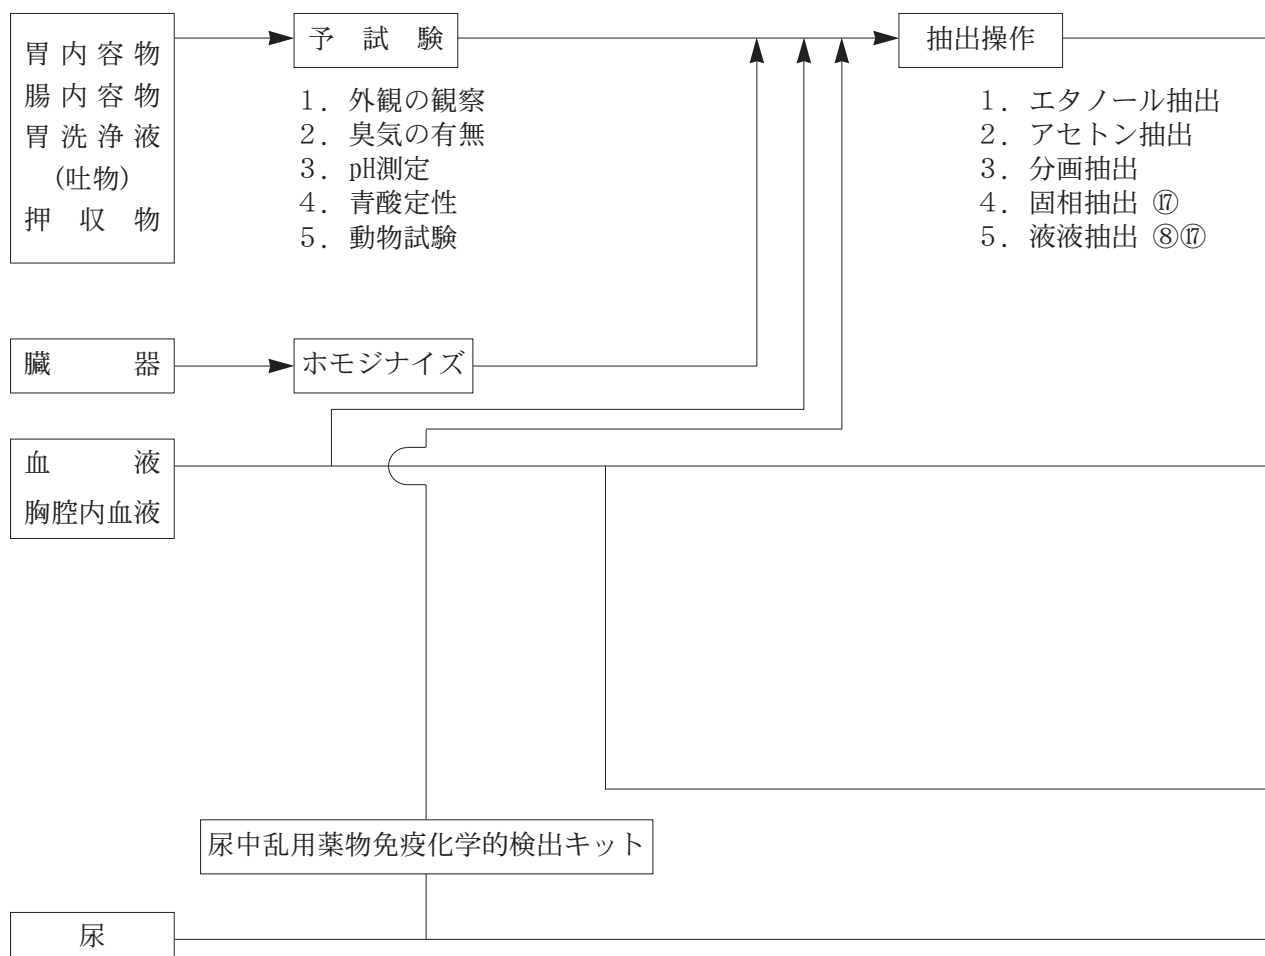 胃内容物
腸内容物
胃洗浄液
(吐物)
押収物
予試験
1. 外観の観察
2. 臭気の有無
3. pH測定
4. 青酸定性
5. 動物試験
抽出操作
1. エタノール抽出
2. アセトン抽出
3. 分画抽出
4. 固相抽出 ⑰
5. 液液抽出 ⑧⑰
臓器
ホモジナイズ
血液
胸腔内血液
尿中乱用薬物免疫化学的検出キット
尿